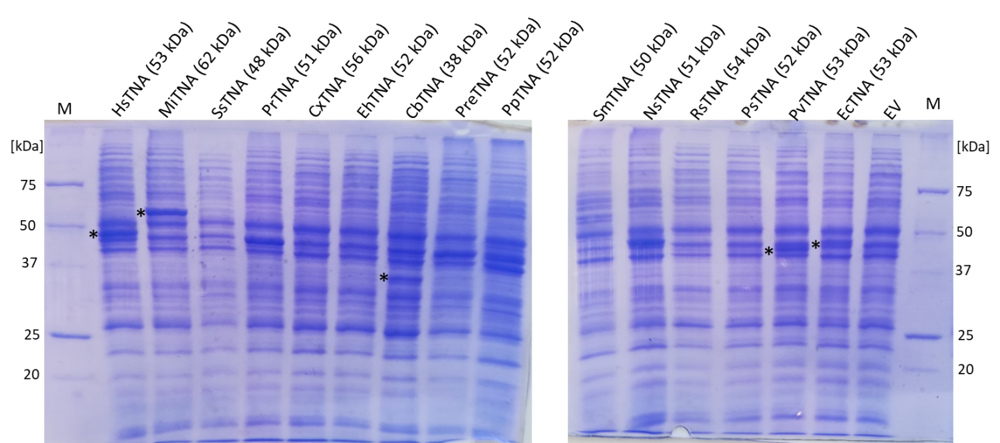 M
HsTNA (53 kDa)
MiTNA (62 kDa)
SsTNA (48 kDa)
PrTNA (51 kDa)
CxTNA (56 kDa)
EhTNA (52 kDa)
CbTNA (38 kDa)
PreTNA (52 kDa)
PpTNA (52 kDa)
[kDa]
75
50
37
25
20
*
*
*
SmTNA (50 kDa)
NsTNA (51 kDa)
RsTNA (54 kDa)
PsTNA (52 kDa)
PvTNA (53 kDa)
EcTNA (53 kDa)
EV
M
[kDa]
75
50
37
25
20
*
*